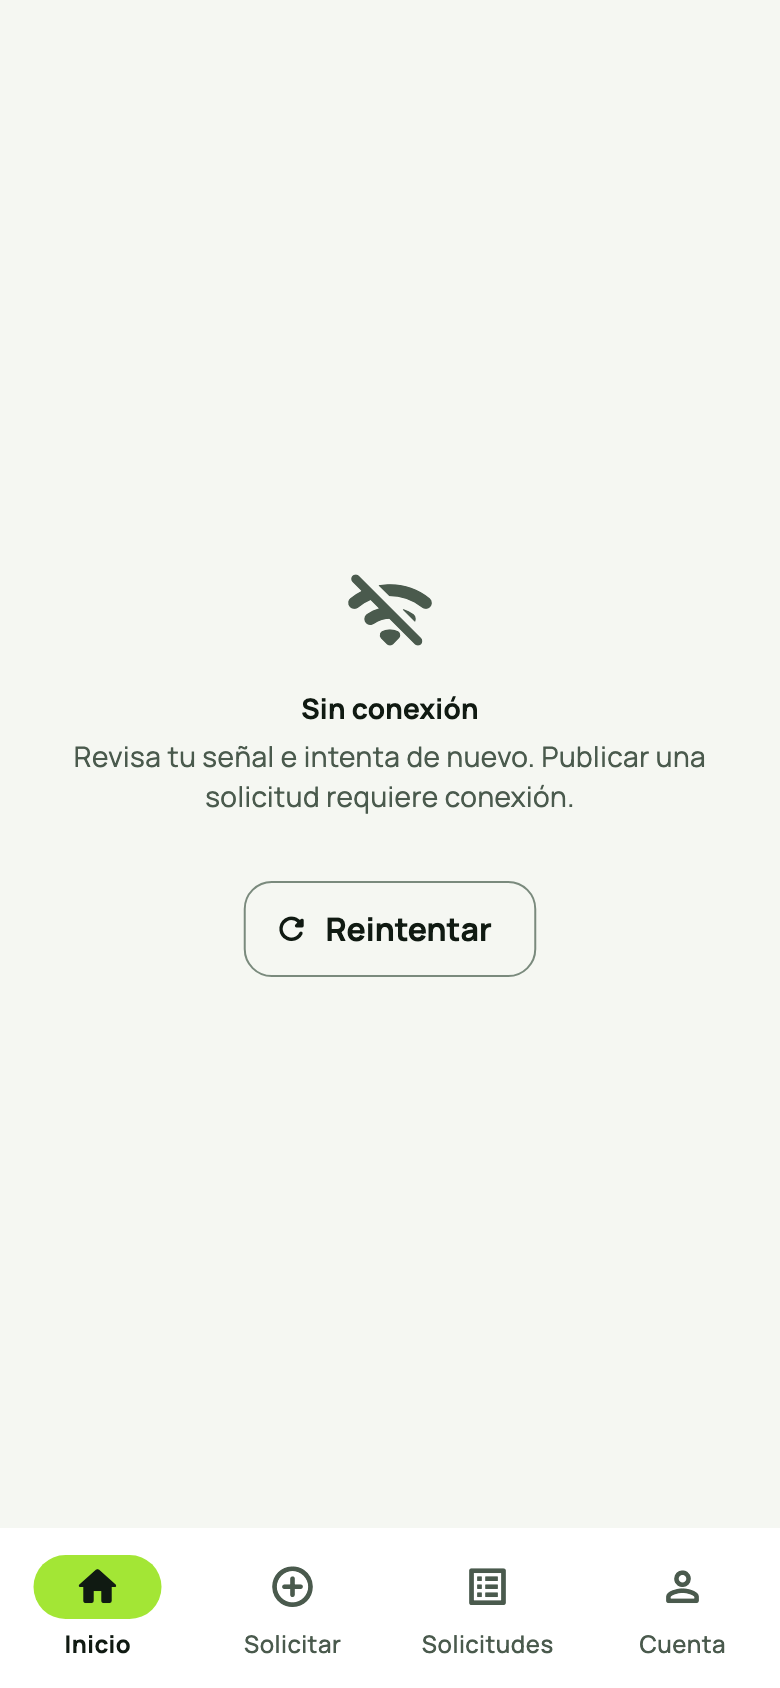 Sin conexión
Revisa tu señal e intenta de nuevo. Publicar una
solicitud requiere conexión.
Reintentar
Inicio
Solicitar
Solicitudes
Cuenta